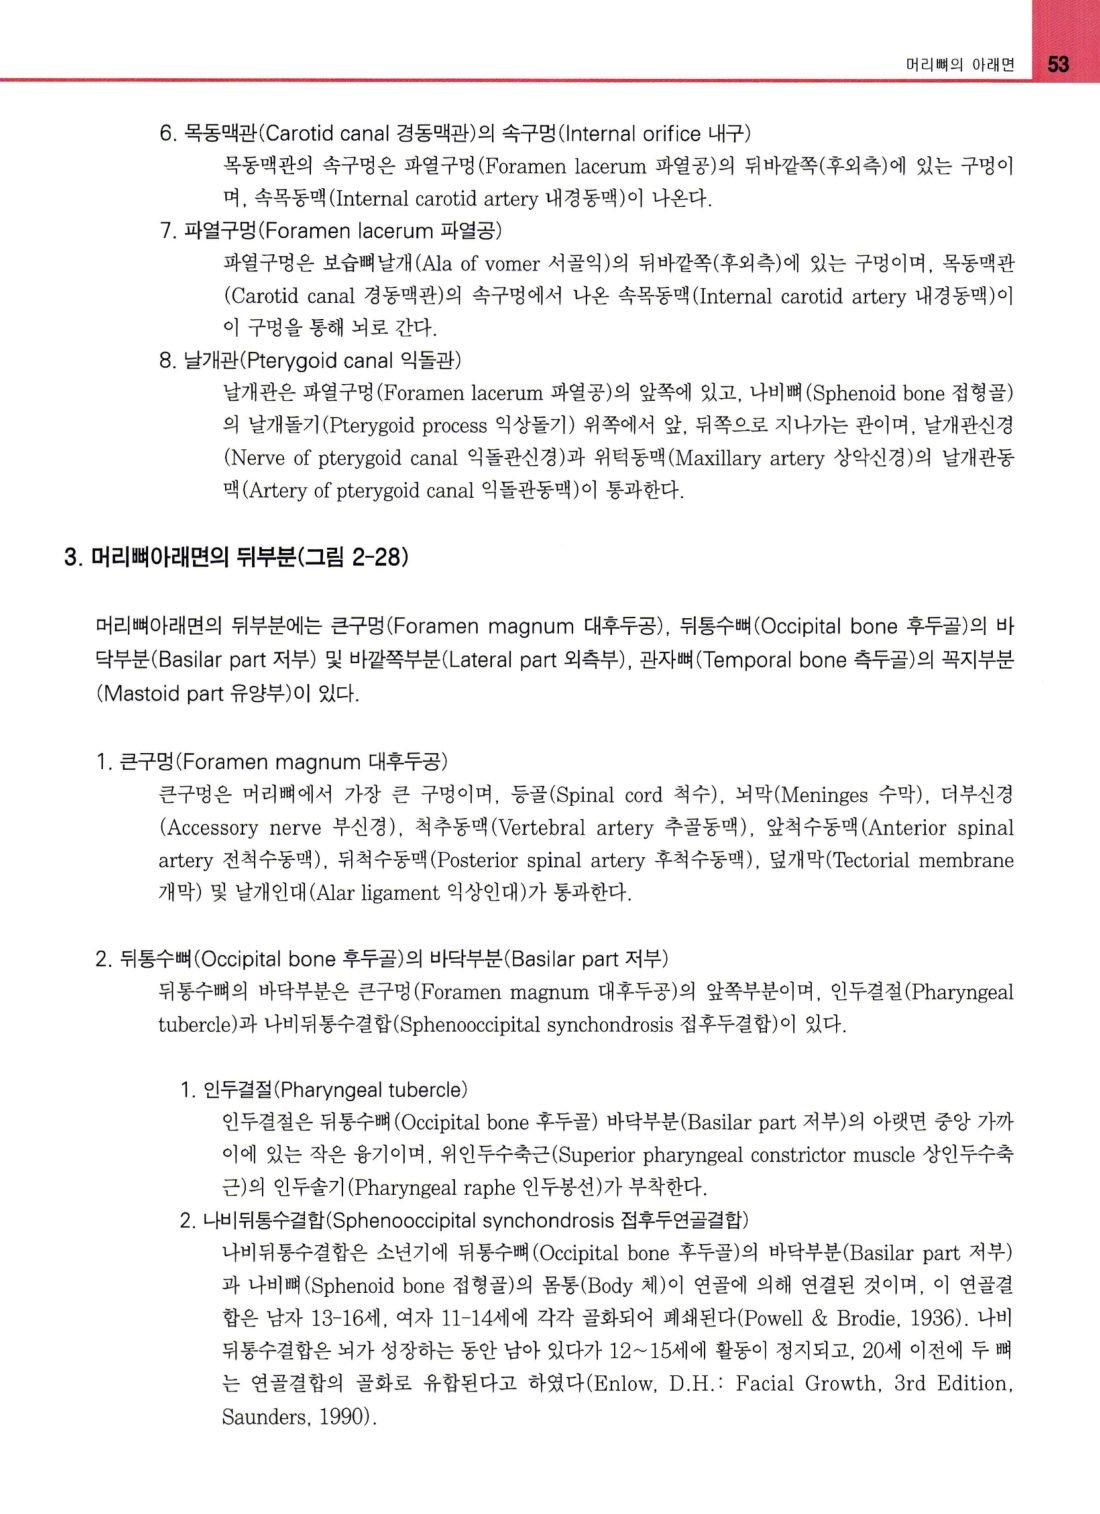 머리뼈의 아래면 53
6. 목동맥관(Carotid canal 경동맥관)의 속구멍(Internal orifice 내구)
목동맥관의 속구멍은 파열구멍(Foramen lacerum 파열공)의 뒤바깥쪽(후외측)에 있는 구멍이
며, 속목동맥(Internal carotid artery 내경동맥)이 나온다.
7. 파열구멍(Foramen lacerum 파열공)
파열구멍은 보습뼈날개(Ala of vomer 서골익)의 뒤바깥쪽(후외측)에 있는 구멍이며, 목동맥관
(Carotid canal 경동맥관)의 속구멍에서 나온 속목동맥(Internal carotid artery 내경동맥)이
이 구멍을 통해 뇌로 간다.
8. 날개관(Pterygoid canal 익돌관)
날개관은 파열구멍(Foramen lacerum 파열공)의 앞쪽에 있고, 나비뼈(Sphenoid bone 접형골)
의 날개돌기(Pterygoid process 익상돌기) 위쪽에서 앞, 뒤쪽으로 지나가는 관이며, 날개관신경
(Nerve of pterygoid canal 익돌관신경)과 위턱동맥(Maxillary artery 상악신경)의 날개관동
맥(Artery of pterygoid canal 익돌관동맥)이 통과한다.
3. 머리뼈아래면의 뒤부분(그림 2-28)
머리뼈아래면의 뒤부분에는 큰구멍(Foramen magnum 대후두공), 뒤통수뼈(Occipital bone 후두골)의 바
닥부분(Basilar part 저부) 및 바깥쪽부분(Lateral part 외측부), 관자뼈(Temporal bone 측두골)의 꼭지부분
(Mastoid part 유양부)이 있다.
1. 큰구멍(Foramen magnum 대후두공)
큰구멍은 머리뼈에서 가장 큰 구멍이며, 등골(Spinal cord 척수), 뇌막(Meninges 수막), 더부신경
(Accessory nerve 부신경), 척추동맥(Vertebral artery 추골동맥), 앞척수동맥(Anterior spinal
artery 전척수동맥), 뒤척수동맥(Posterior spinal artery 후척수동맥), 덮개막(Tectorial membrane
개막) 및 날개인대(Alar ligament 익상인대)가 통과한다.
2. 뒤통수뼈(Occipital bone 후두골)의 바닥부분(Basilar part 저부)
뒤통수뼈의 바닥부분은 큰구멍(Foramen magnum 대후두공)의 앞쪽부분이며, 인두결절(Pharyngeal
tubercle)과 나비뒤통수결합(Sphenooccipital synchondrosis 접후두결합)이 있다.
1. 인두결절(Pharyngeal tubercle)
인두결절은 뒤통수뼈(Occipital bone 후두골) 바닥부분(Basilar part 저부)의 아랫면 중앙 가까
이에 있는 작은 융기이며, 위인두수축근(Superior pharyngeal constrictor muscle 상인두수축
근)의 인두솔기(Pharyngeal raphe 인두봉선)가 부착한다.
2. 나비뒤통수결합(Sphenooccipital synchondrosis 접후두연골결합)
나비뒤통수결합은 소년기에 뒤통수뼈(Occipital bone 후두골)의 바닥부분(Basilar part 저부)
과 나비뼈(Sphenoid bone 접형골)의 몸통(Body 체)이 연골에 의해 연결된 것이며, 이 연골결
합은 남자 13-16세, 여자 11-14세에 각각 골화되어 폐쇄된다(Powell & Brodie, 1936). 나비
뒤통수결합은 뇌가 성장하는 동안 남아 있다가 12~15세에 활동이 정지되고, 20세 이전에 두 뼈
는 연골결합의 골화로 유합된다고 하였다(Enlow, D.H.: Facial Growth, 3rd Edition,
Saunders, 1990).